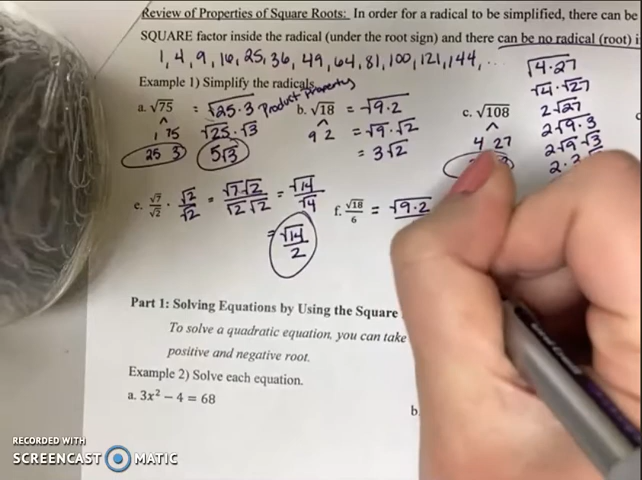 Review of Properties of Square Roots: In order for a radical to be simplified, there can be
SQUARE factor inside the radical (under the root sign) and there can be no radical (root) i
1, 4, 9, 16, 25, 36, 49, 64, 81, 100, 121, 144, ...
Example 1) Simplify the radicals.
Product Property
a. √75 = √25·3
1 75 √25·√3
25 3 5√3
b. √18 = √9·2
9 2 = √9·√2
= 3√2
c. √108
4 27
√4·27
√4·√27
2√27
2√9·3
2√9·√3
e. √7/√2 · √2/√2 = √7√2/√2√2 = √14/√4
= √14/2
f. √18/6 = √9·2
Part 1: Solving Equations by Using the Square
To solve a quadratic equation, you can take
positive and negative root.
Example 2) Solve each equation.
a. 3x² − 4 = 68
b.
RECORDED WITH
SCREENCAST MATIC